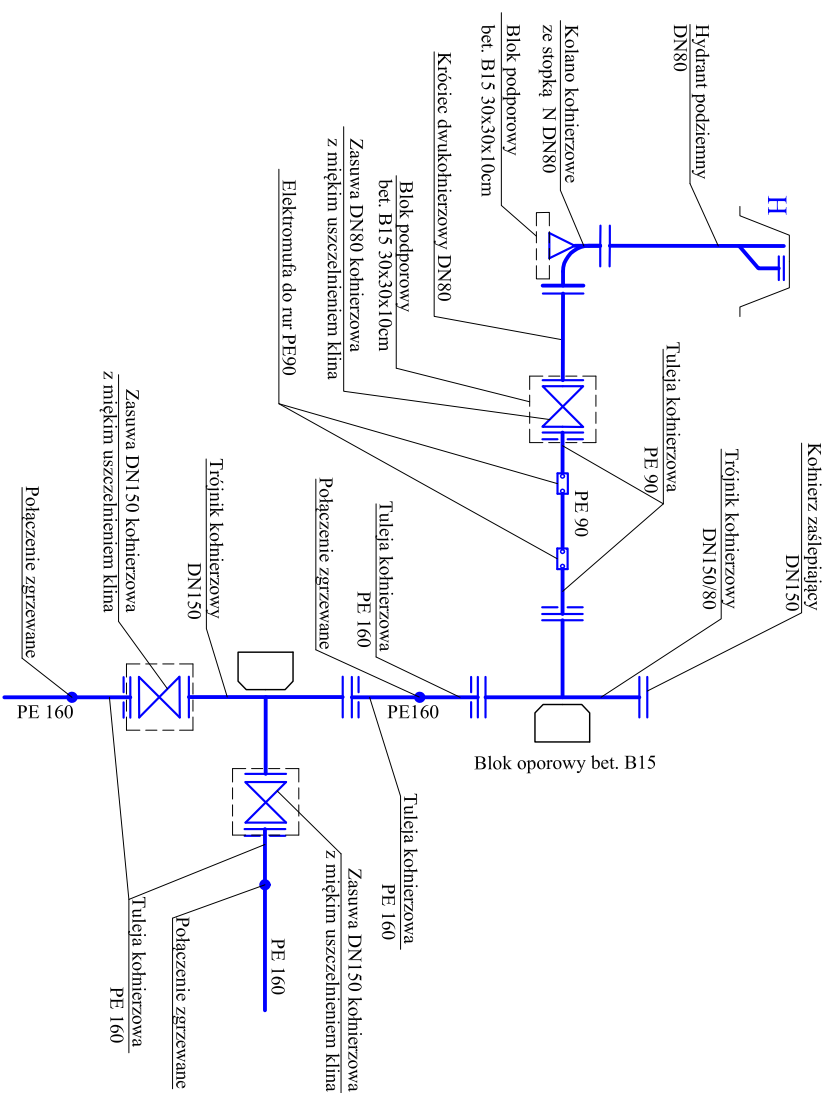 H
Hydrant podziemny
DN80
Kolano kołnierzowe
ze stopką N DN80
Blok podporowy
bet. B15 30x30x10cm
Króciec dwukołnierzowy DN80
Blok podporowy
bet. B15 30x30x10cm
Zasuwa DN80 kołnierzowa
z miękim uszczelnieniem klina
Elektromufa do rur PE90
Tuleja kołnierzowa
PE 90
PE 90
Kołnierz zaślepiający
DN150
Trójnik kołnierzowy
DN150/80
Tuleja kołnierzowa
PE 160
Połączenie zgrzewane
Trójnik kołnierzowy
DN150
Zasuwa DN150 kołnierzowa
z miękim uszczelnieniem klina
Połączenie zgrzewane
PE 160
PE160
Blok oporowy bet. B15
Tuleja kołnierzowa
PE 160
Zasuwa DN150 kołnierzowa
z miękim uszczelnieniem klina
PE 160
Połączenie zgrzewane
Tuleja kołnierzowa
PE 160